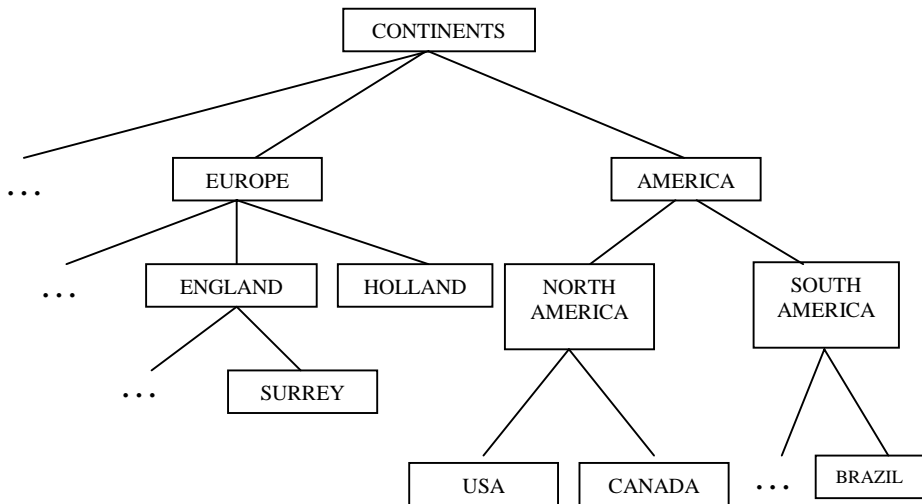 CONTINENTS
...
EUROPE
AMERICA
...
ENGLAND
HOLLAND
NORTH
AMERICA
SOUTH
AMERICA
...
SURREY
USA
CANADA
...
BRAZIL